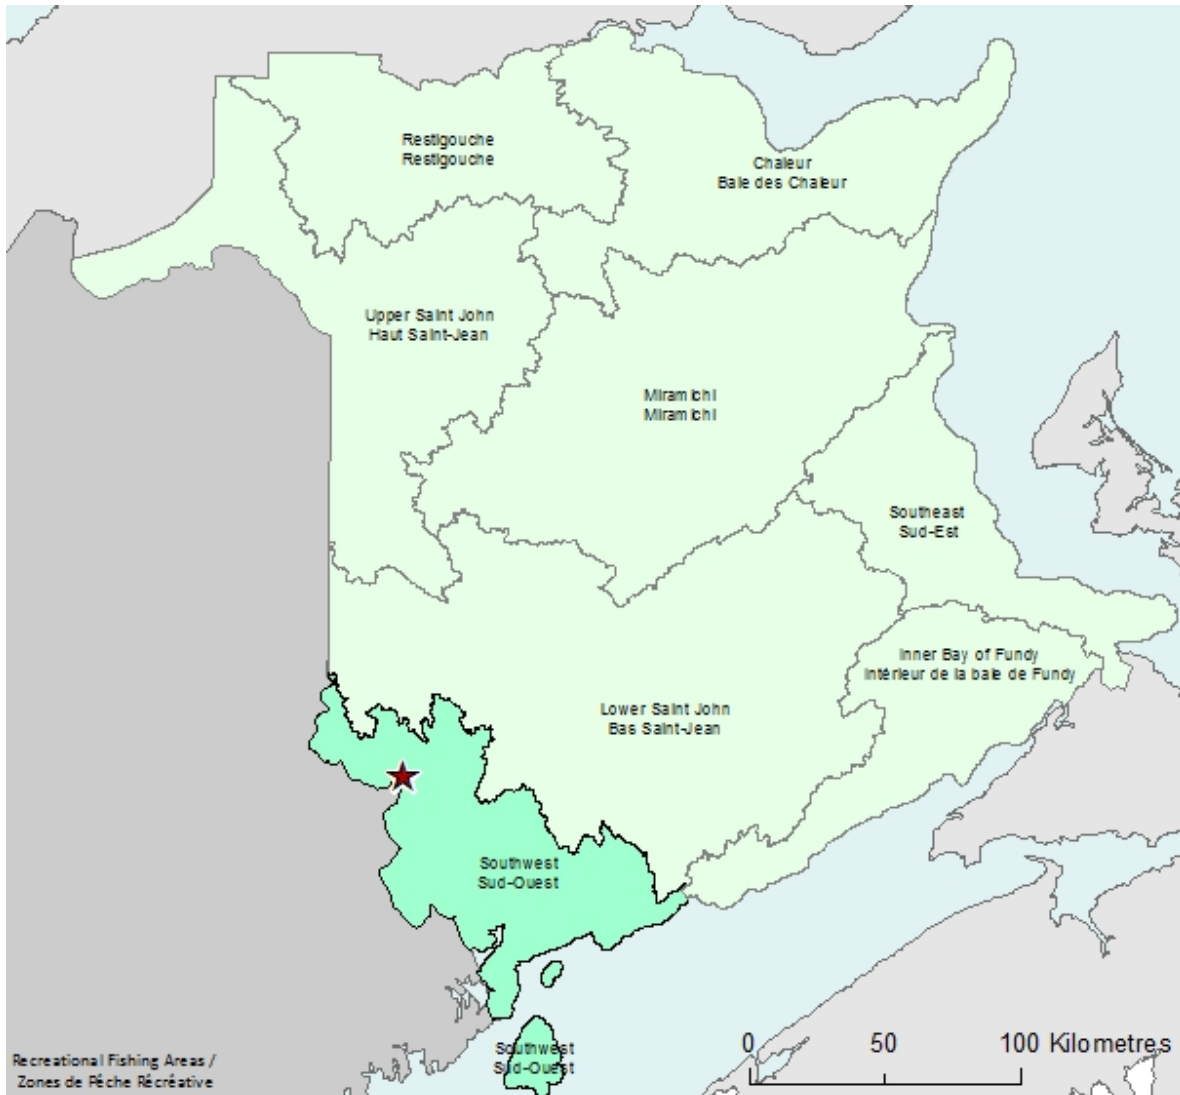 Restigouche
Restigouche
Chaleur
Baie des Chaleur
Upper Saint John
Haut Saint-Jean
Miramichi
Miramichi
Southeast
Sud-Est
Inner Bay of Fundy
Intérieur de la baie de Fundy
Lower Saint John
Bas Saint-Jean
Southwest
Sud-Ouest
Southwest
Sud-Ouest
0 50 100 Kilometres
Recreational Fishing Areas /
Zones de Pêche Récréative